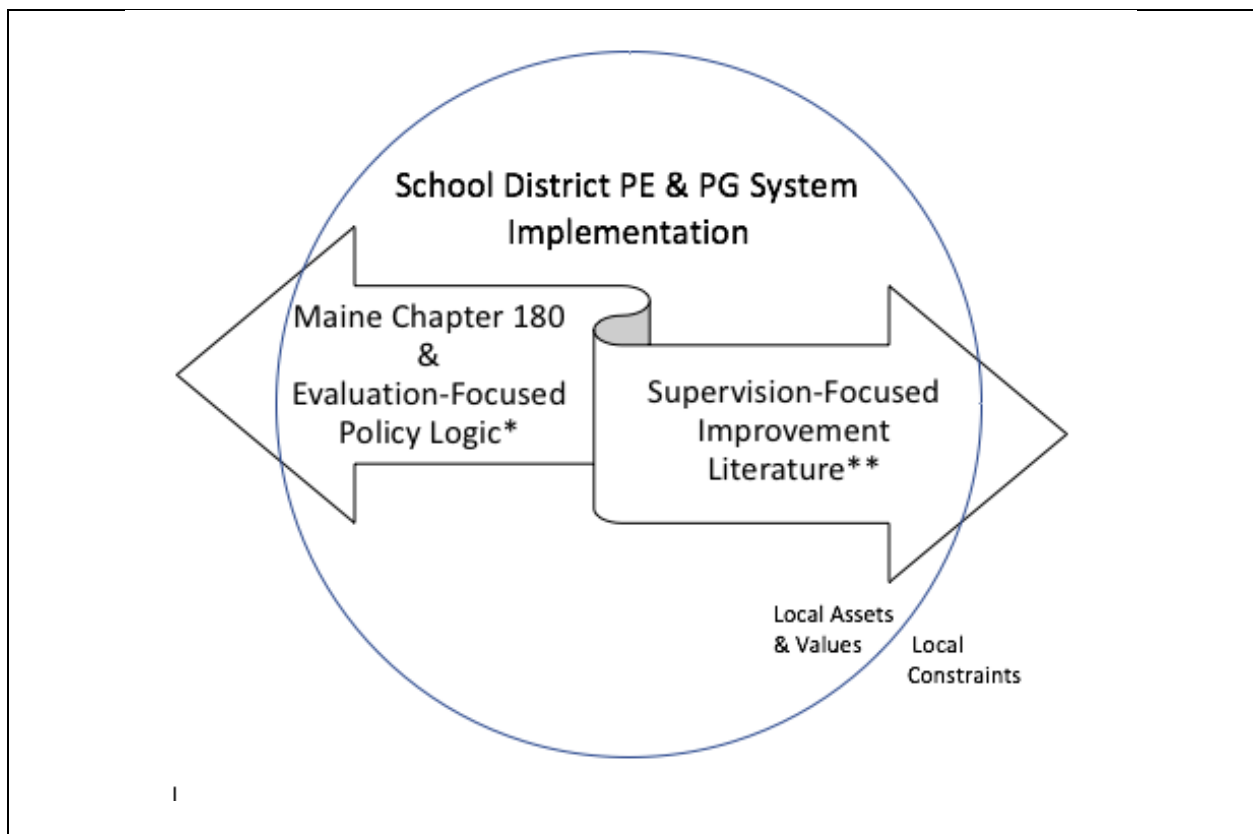 School District PE & PG System
Implementation
Maine Chapter 180
&
Evaluation-Focused
Policy Logic*
Supervision-Focused
Improvement
Literature**
Local Assets
& Values
Local
Constraints
I